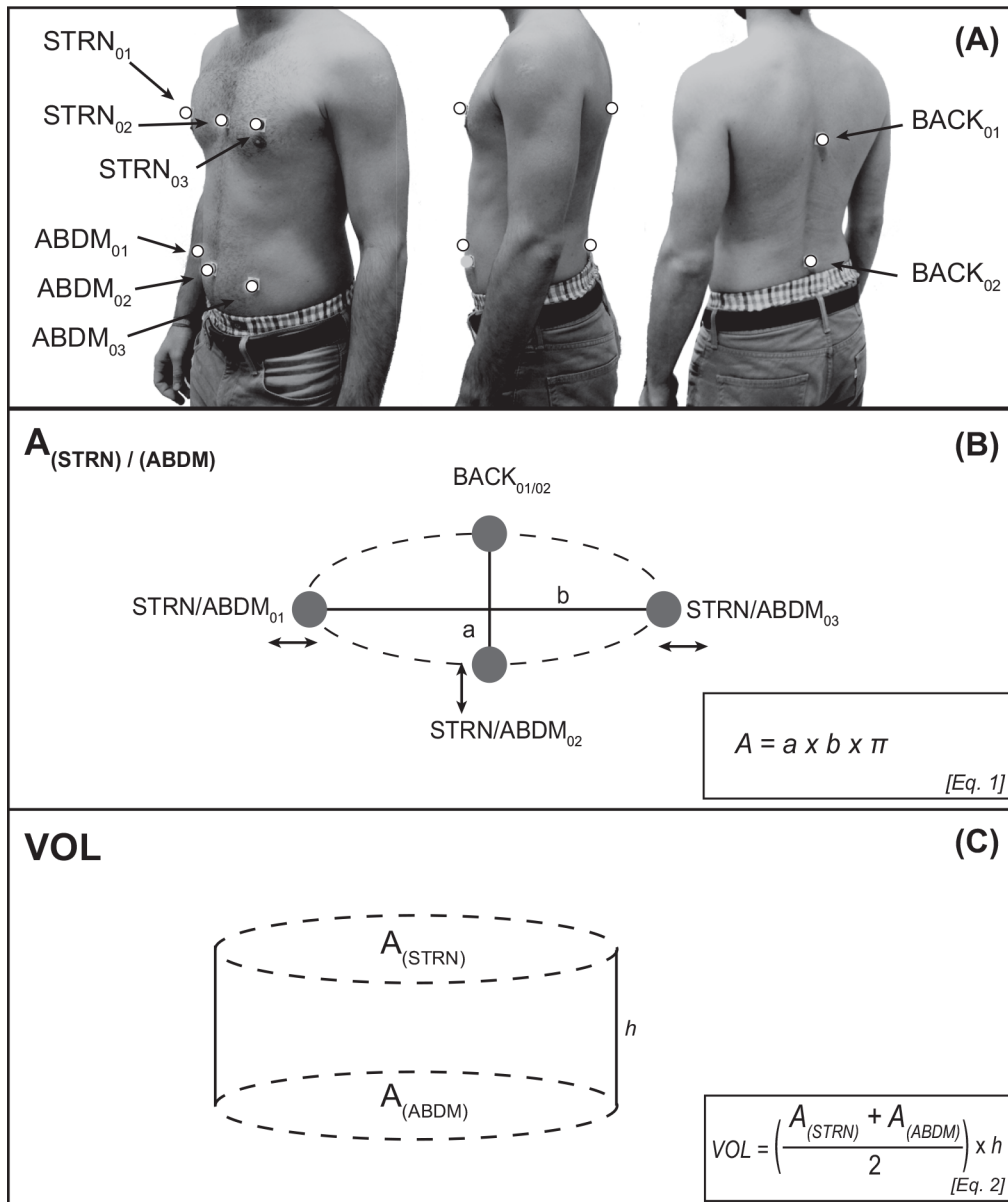 (A)
STRN01
STRN02
STRN03
ABDM01
ABDM02
ABDM03
BACK01
BACK02
A(STRN) / (ABDM)
(B)
BACK01/02
STRN/ABDM01
b
STRN/ABDM03
a
STRN/ABDM02
A = a x b x π
[Eq. 1]
VOL
(C)
A(STRN)
h
A(ABDM)
VOL = ( A(STRN) + A(ABDM) / 2 ) x h
[Eq. 2]